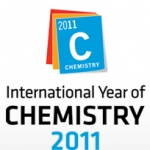 2011
C
CHEMISTRY
International Year of
CHEMISTRY
2011